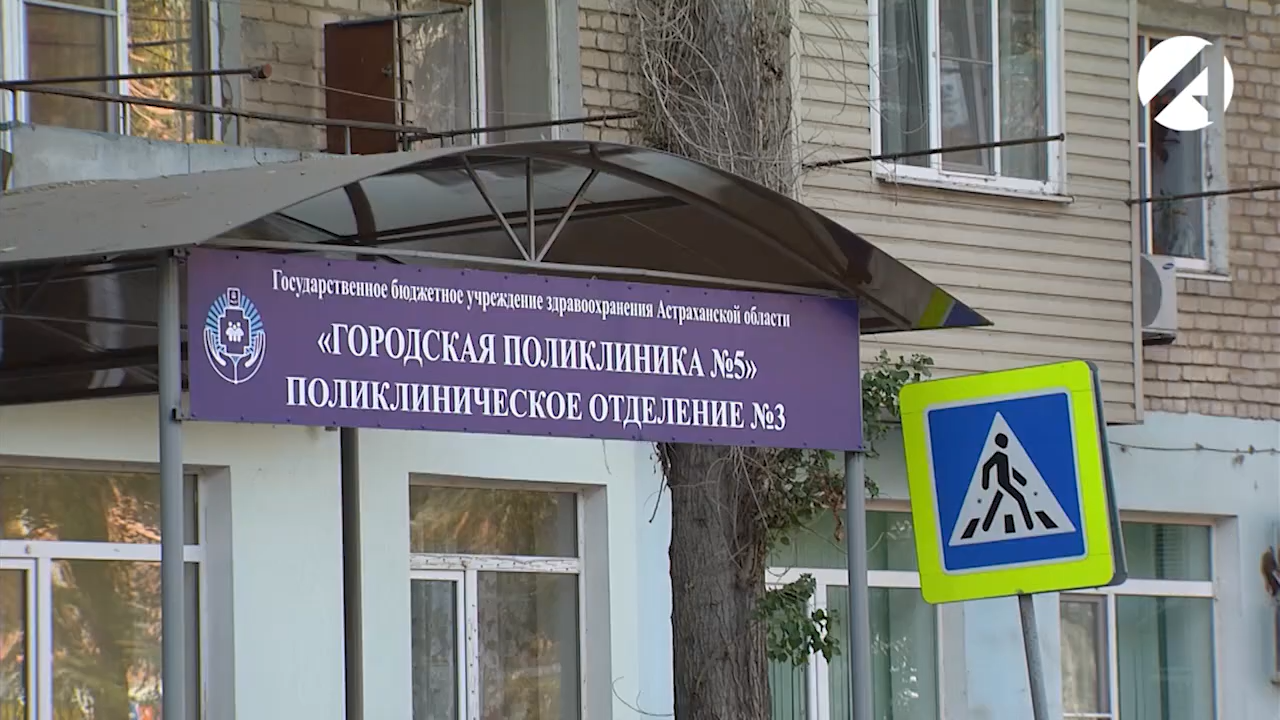 Государственное бюджетное учреждение здравоохранения Астраханской области
«ГОРОДСКАЯ ПОЛИКЛИНИКА №5»
ПОЛИКЛИНИЧЕСКОЕ ОТДЕЛЕНИЕ №3